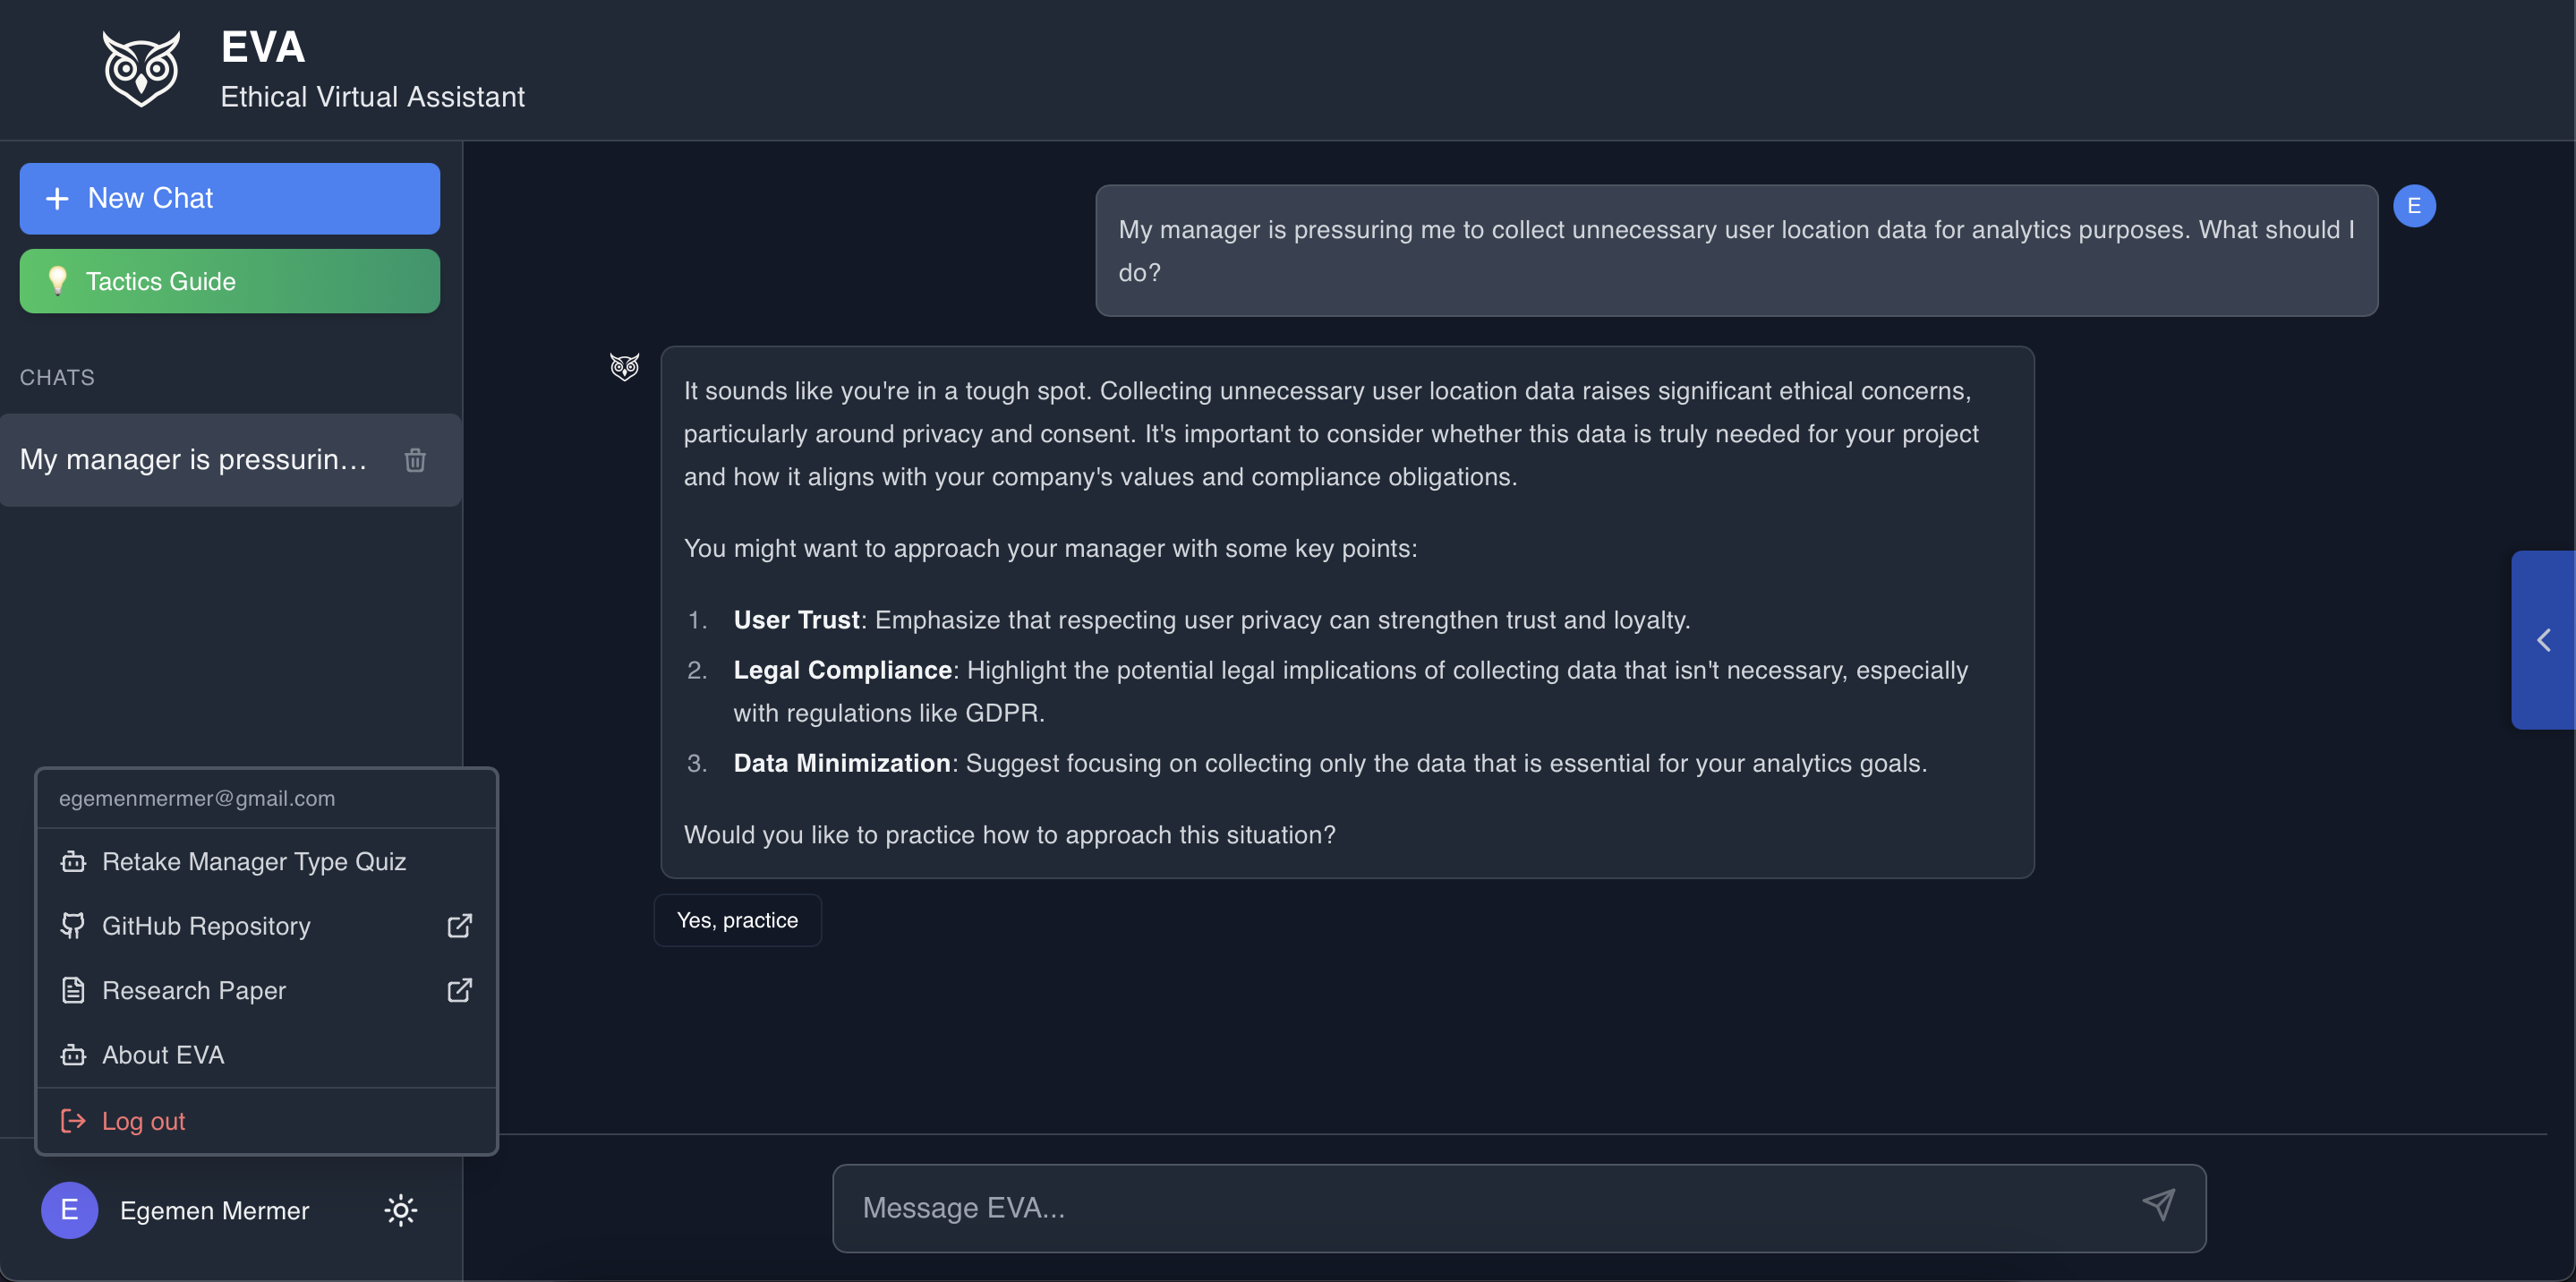 EVA
Ethical Virtual Assistant
New Chat
Tactics Guide
CHATS
My manager is pressurin...
My manager is pressuring me to collect unnecessary user location data for analytics purposes. What should I
do?
E
It sounds like you're in a tough spot. Collecting unnecessary user location data raises significant ethical concerns,
particularly around privacy and consent. It's important to consider whether this data is truly needed for your project
and how it aligns with your company's values and compliance obligations.
You might want to approach your manager with some key points:
1. User Trust: Emphasize that respecting user privacy can strengthen trust and loyalty.
2. Legal Compliance: Highlight the potential legal implications of collecting data that isn't necessary, especially
with regulations like GDPR.
3. Data Minimization: Suggest focusing on collecting only the data that is essential for your analytics goals.
Would you like to practice how to approach this situation?
Yes, practice
egemenmermer@gmail.com
Retake Manager Type Quiz
GitHub Repository
Research Paper
About EVA
Log out
E
Egemen Mermer
Message EVA...